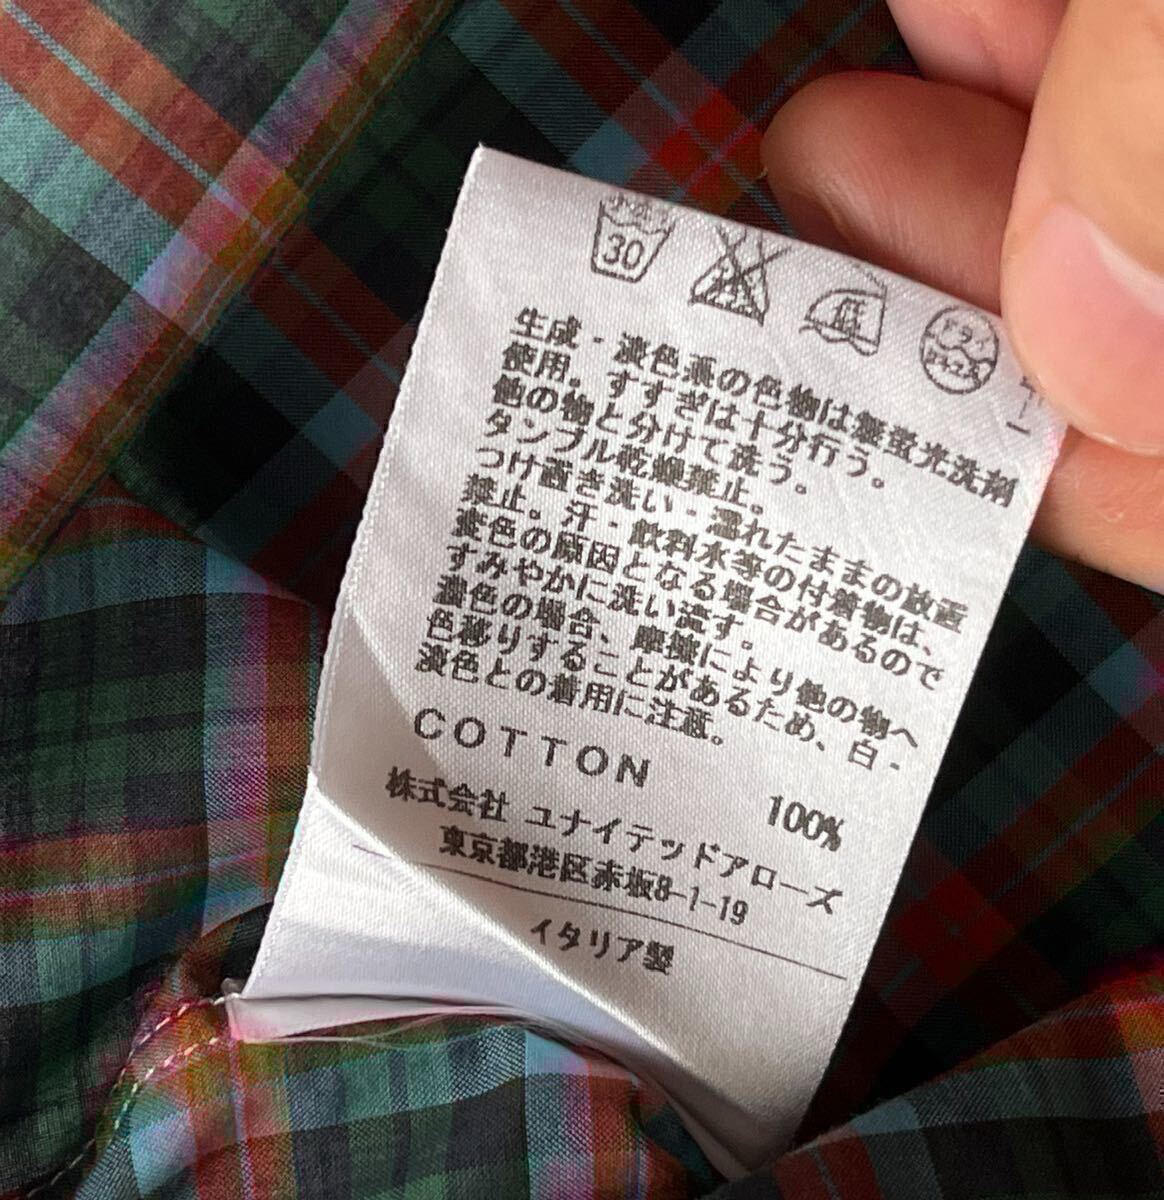 30
低
ドライ
生成・淡色系の色物は無蛍光洗剤
使用。すすぎは十分行う。
他の物と分けて洗う。
タンブル乾燥禁止。
つけ置き洗い・濡れたままの放置
禁止。汗・飲料水等の付着物は、
変色の原因となる場合があるので
すみやかに洗い流す。
濃色の場合、摩擦により他の物へ
色移りすることがあるため、白・
淡色との着用に注意。
COTTON 100%
株式会社 ユナイテッドアローズ
東京都港区赤坂8-1-19
イタリア製